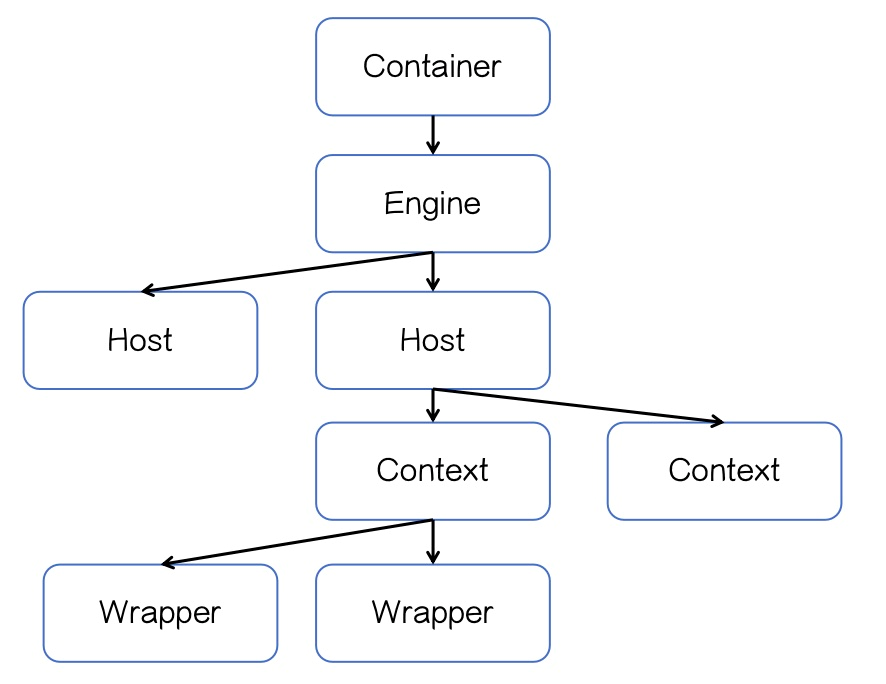 Container
Engine
Host
Host
Context
Context
Wrapper
Wrapper